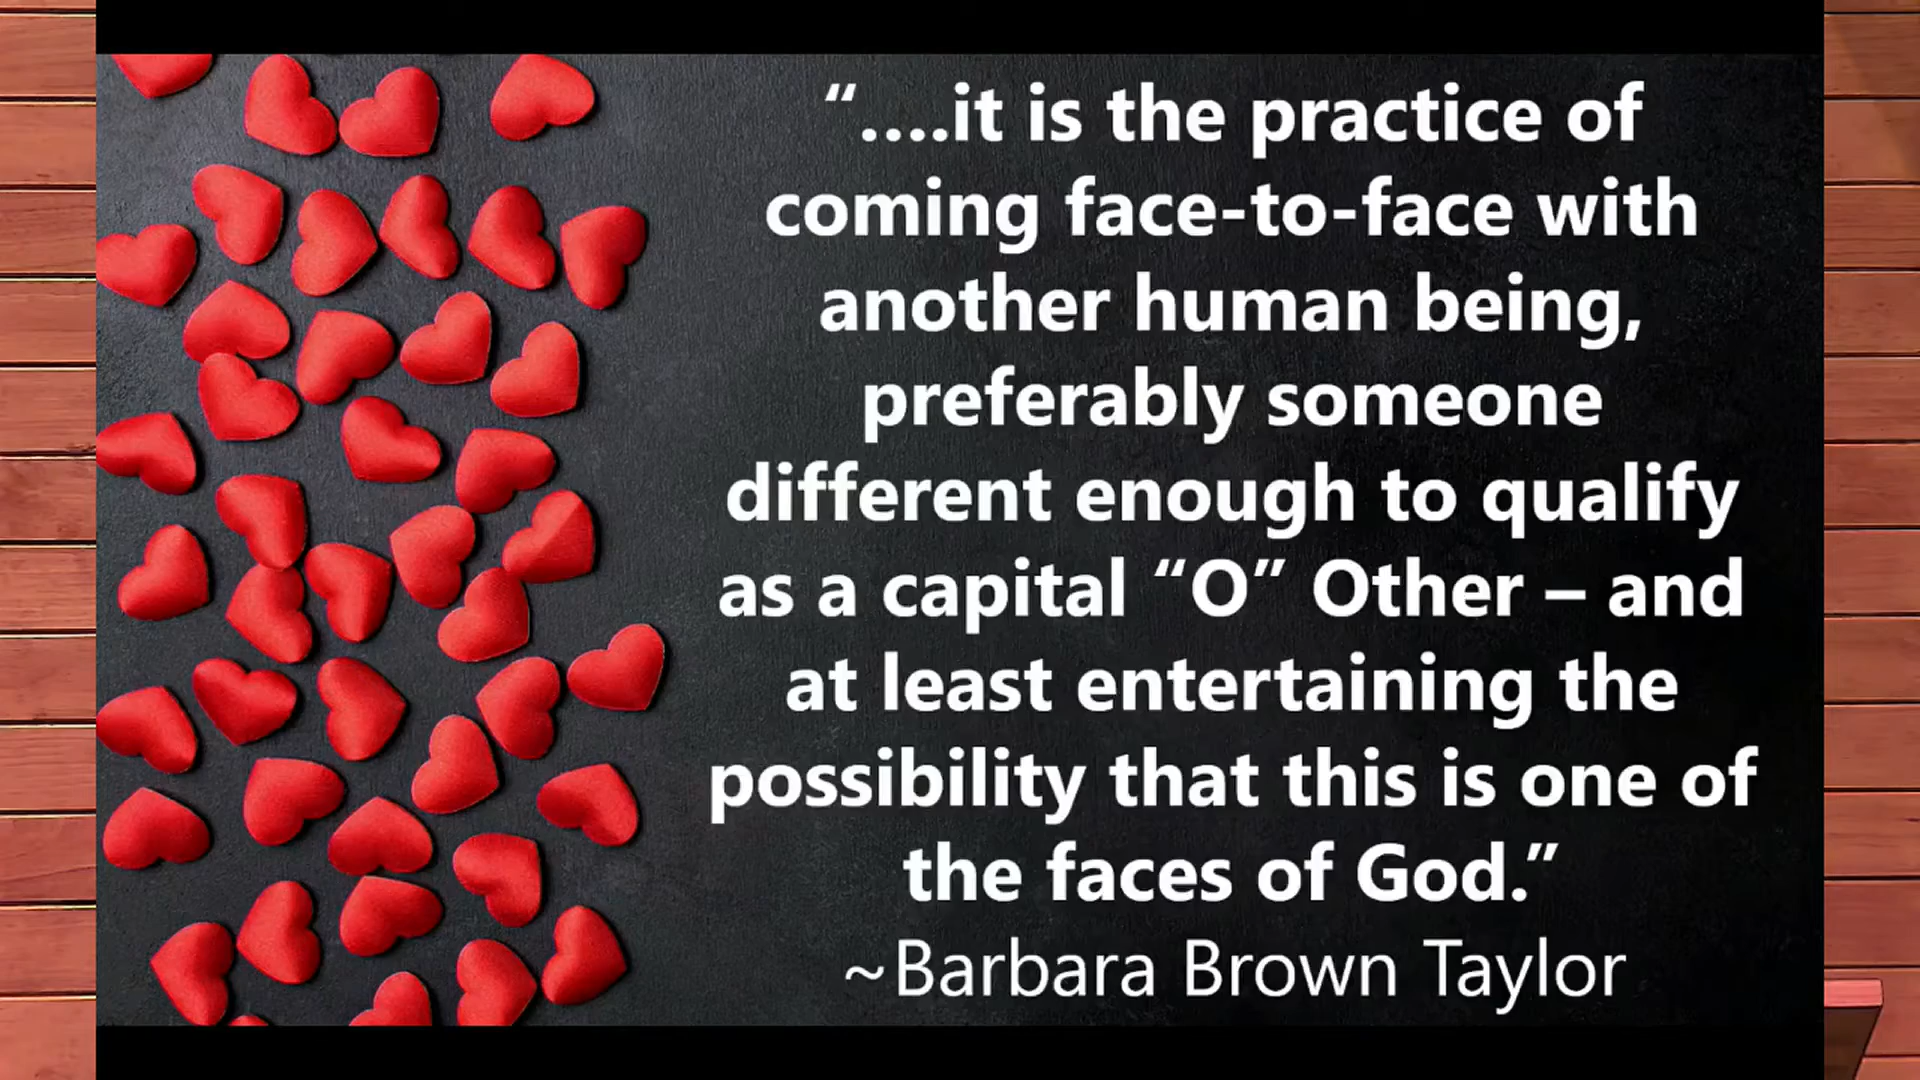 “....it is the practice of
coming face-to-face with
another human being,
preferably someone
different enough to qualify
as a capital “O” Other – and
at least entertaining the
possibility that this is one of
the faces of God.”
~Barbara Brown Taylor